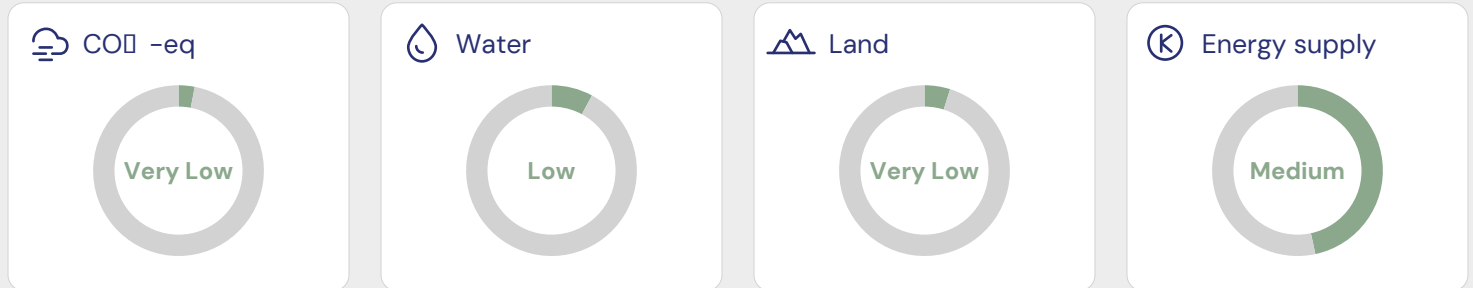 CO▯ -eq
Water
Land
Energy supply
Very Low
Low
Very Low
Medium